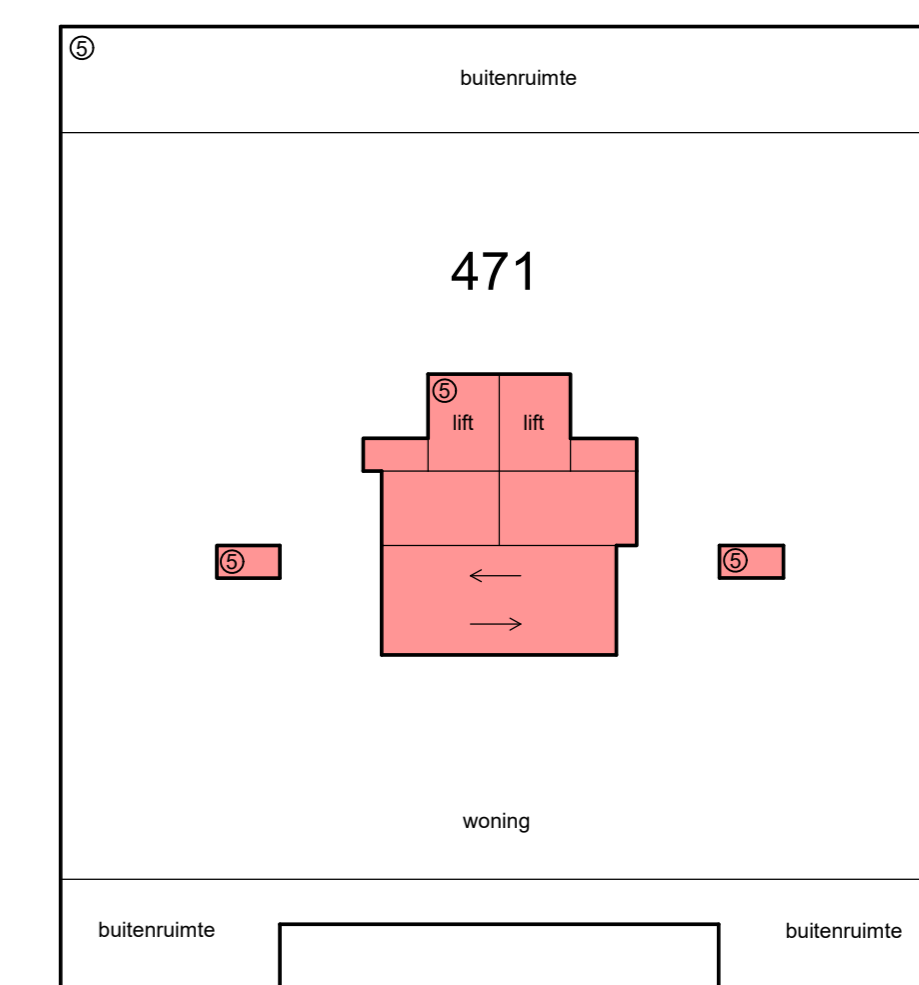 ⑤
buitenruimte
471
⑤
lift lift
⑤ ⑤
woning
buitenruimte buitenruimte